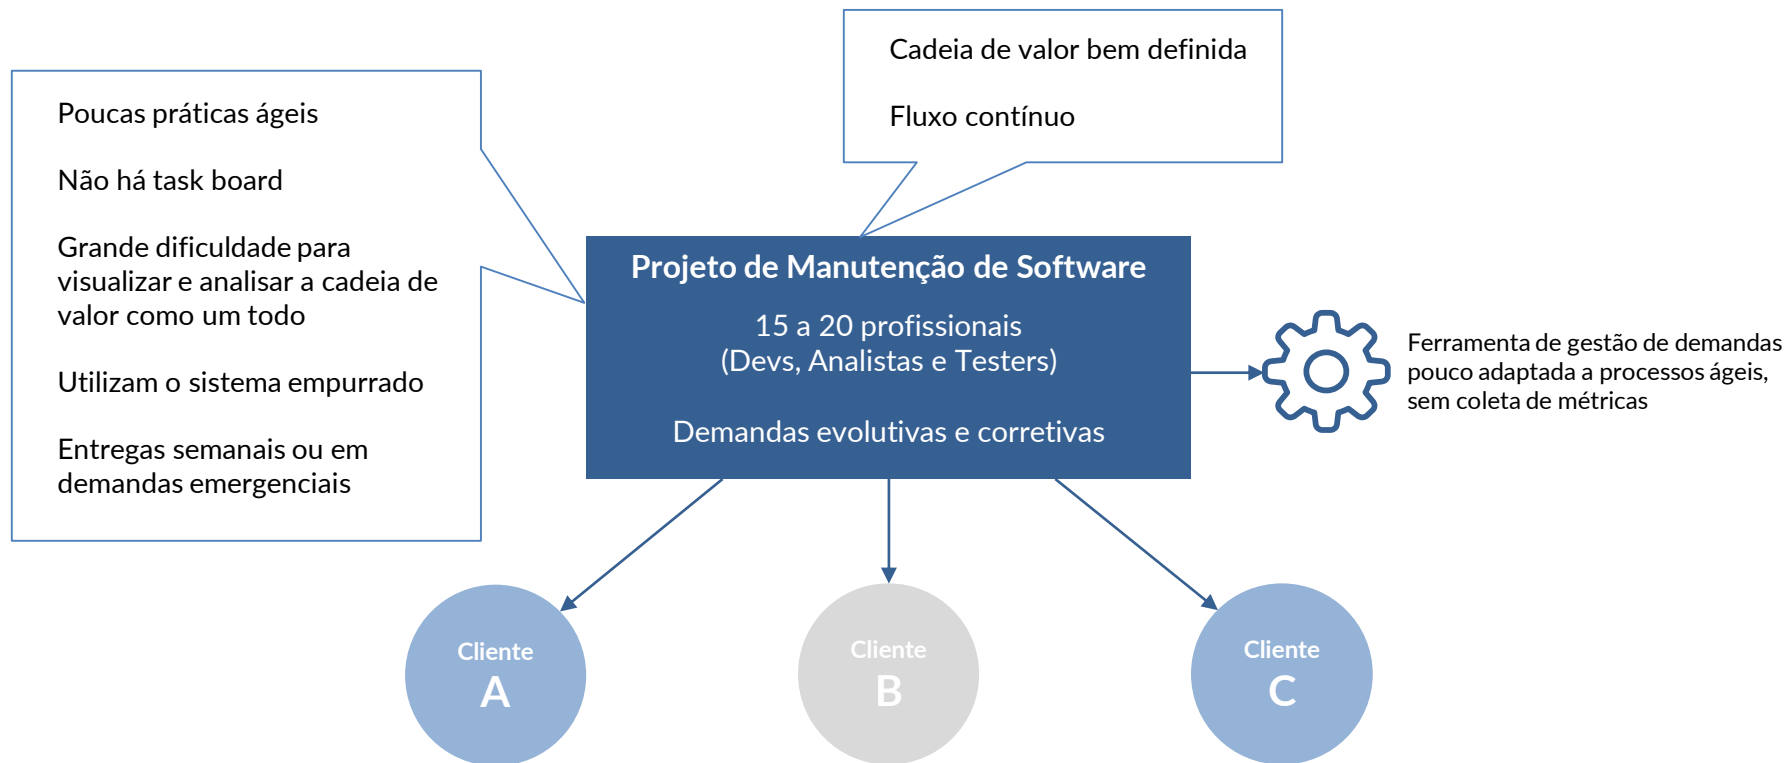 Cadeia de valor bem definida
Fluxo contínuo
Poucas práticas ágeis
Não há task board
Grande dificuldade para
visualizar e analisar a cadeia de
valor como um todo
Utilizam o sistema empurrado
Entregas semanais ou em
demandas emergenciais
Projeto de Manutenção de Software
15 a 20 profissionais
(Devs, Analistas e Testers)
Demandas evolutivas e corretivas
Ferramenta de gestão de demandas
pouco adaptada a processos ágeis,
sem coleta de métricas
Cliente
A
Cliente
B
Cliente
C